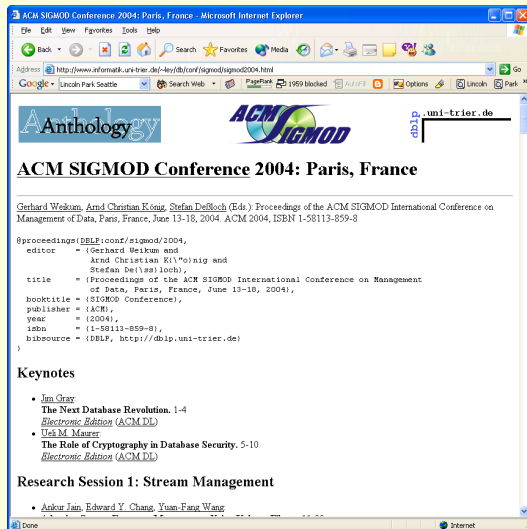 ACM SIGMOD Conference 2004: Paris, France - Microsoft Internet Explorer
File Edit View Favorites Tools Help
Back Search Favorites Media
Address http://www.informatik.uni-trier.de/~ley/db/conf/sigmod/sigmod2004.html Go
Google Lincoln Park Seattle Search Web PageRank 1959 blocked AutoFill Options Lincoln Park
Anthology ACM SIGMOD dblp .uni-trier.de
ACM SIGMOD Conference 2004: Paris, France
Gerhard Weikum, Arnd Christian König, Stefan Deßloch (Eds.): Proceedings of the ACM SIGMOD International Conference on
Management of Data, Paris, France, June 13-18, 2004. ACM 2004, ISBN 1-58113-859-8
@proceedings{DBLP:conf/sigmod/2004,
editor = {Gerhard Weikum and
Arnd Christian K{\"o}nig and
Stefan De{\ss}loch},
title = {Proceedings of the ACM SIGMOD International Conference on Management
of Data, Paris, France, June 13-18, 2004},
booktitle = {SIGMOD Conference},
publisher = {ACM},
year = {2004},
isbn = {1-58113-859-8},
bibsource = {DBLP, http://dblp.uni-trier.de}
}
Keynotes
Jim Gray:
The Next Database Revolution. 1-4
Electronic Edition (ACM DL)
Ueli M. Maurer:
The Role of Cryptography in Database Security. 5-10
Electronic Edition (ACM DL)
Research Session 1: Stream Management
Ankur Jain, Edward Y. Chang, Yuan-Fang Wang:
Done Internet